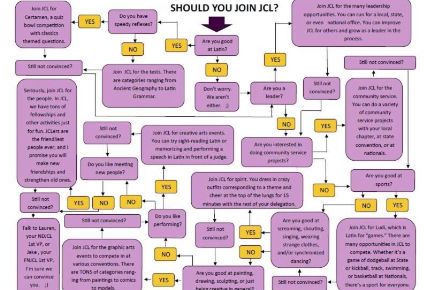 SHOULD YOU JOIN JCL?
Join JCL for
Certamen, a quiz
bowl competition
with classics
themed questions.
YES
Do you have
speedy reflexes?
YES
Are you good
at Latin?
Join JCL for the many leadership
opportunities. You can run for a local, state,
or even national office. You can improve
JCL for others and grow as a leader in the
process.
NO
NO
YES
Still not convinced?
Join JCL for the tests. There
are categories ranging from
Ancient Geography to Latin
Grammar.
Don't worry.
We aren't
either. ;)
Are you a
leader?
Still not
convinced?
Still not convinced?
Seriously, join JCL for
the people. In JCL,
we have tons of
fellowships and
other activities just
for fun. JCLers are
the friendliest
people ever, and I
promise you will
make new
friendships and
strengthen old ones.
Join JCL for the
community service.
You can do a variety
of community
service projects
with your local
chapter, at state
convention, or at
nationals.
NO
YES
Still not
convinced?
Join JCL for creative arts events.
You can try sight-reading Latin or
memorizing and performing a
speech in Latin in front of a judge.
Are you interested in
doing community service
projects?
Do you like meeting
new people?
YES
Join JCL for spirit. You dress in crazy
outfits corresponding to a theme and
cheer at the top of the lungs for 15
minutes with the rest of your delegation.
NO
Are you good at
sports?
Still not
convinced?
YES
NO
Still not convinced?
Do you like
performing?
YES
Still not
convinced?
Are you good at
screaming, chanting,
singing, wearing
strange clothes,
and/or synchronized
dancing?
NO
YES
Talk to Lauren,
your NDJCL
1st VP, or
Jake, your
PNJCL 1st VP.
I'm sure we
can convince
you. ;)
Join JCL for the graphic arts
events to compete in at
various conventions. There
are TONS of categories rang-
ing from paintings to comics
to models.
NO
YES
NO
NO
Are you good at painting,
drawing, sculpting, or just
being creative in general?
Still not convinced?
Join JCL for Ludi, which is
Latin for "games." There are
many opportunities in JCL to
compete. Whether it's a
game of dodgeball at State
or kickball, track, swimming,
or basketball at Nationals,
there's a sport for everyone.